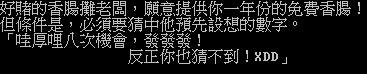 好賭的香腸攤老闆，願意提供你一年份的免費香腸！
但條件是，必須要猜中他預先設想的數字。
「哇厚哩八次機會，發發發！
反正你也猜不到！XDD」